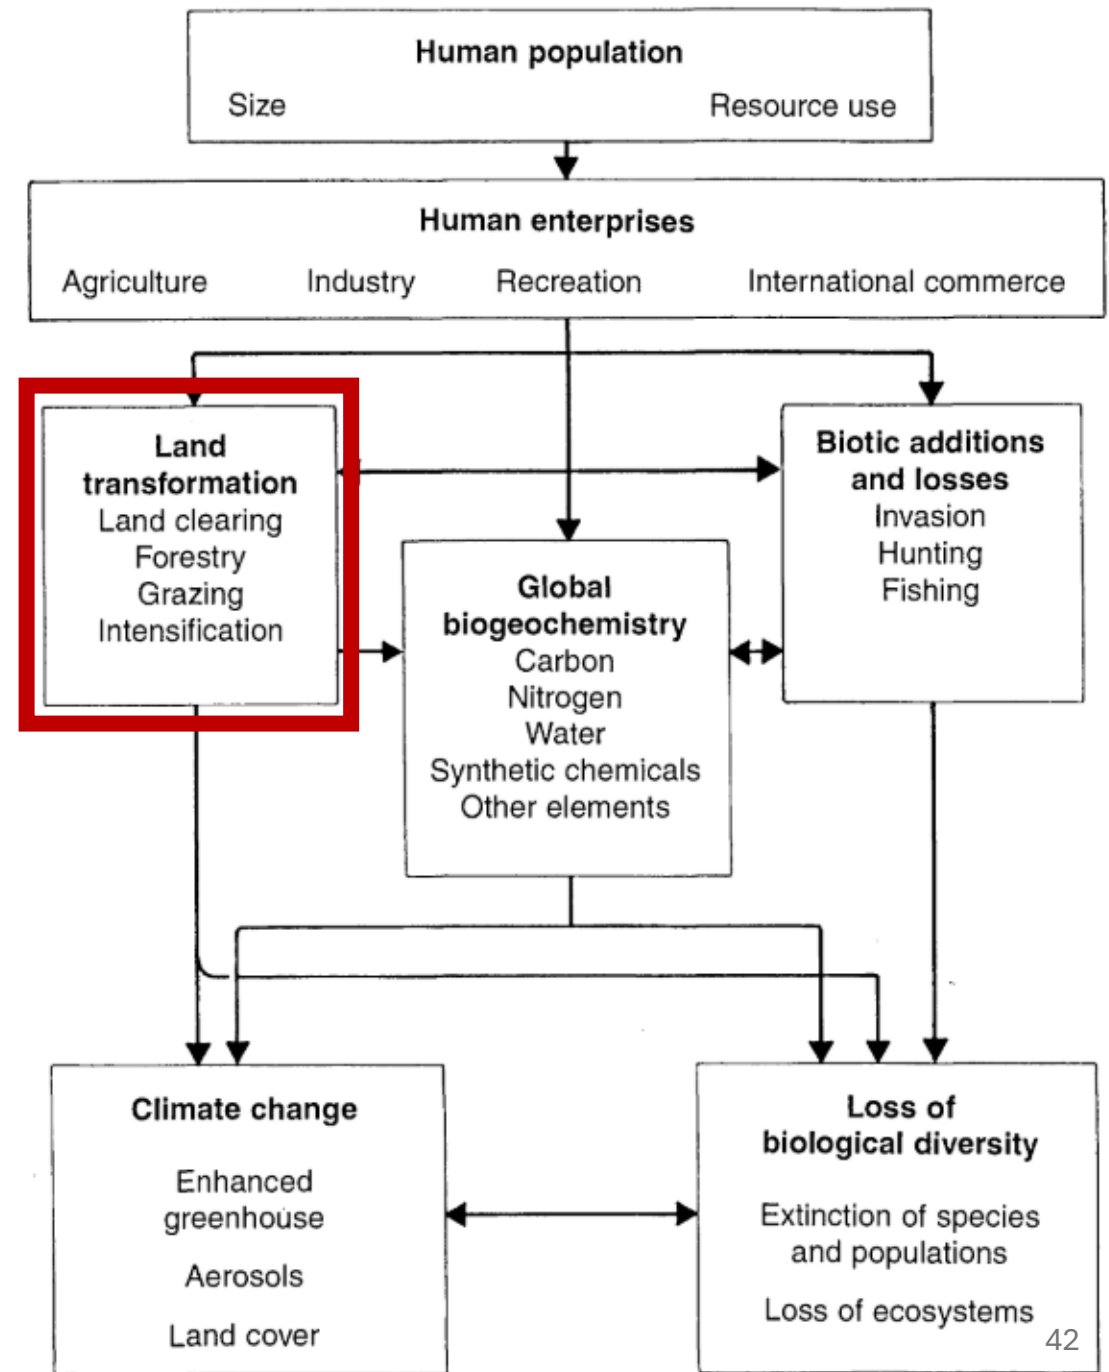 Human population
Size Resource use
Human enterprises
Agriculture Industry Recreation International commerce
Land
transformation
Land clearing
Forestry
Grazing
Intensification
Biotic additions
and losses
Invasion
Hunting
Fishing
Global
biogeochemistry
Carbon
Nitrogen
Water
Synthetic chemicals
Other elements
Climate change
Enhanced
greenhouse
Aerosols
Land cover
Loss of
biological diversity
Extinction of species
and populations
Loss of ecosystems
42